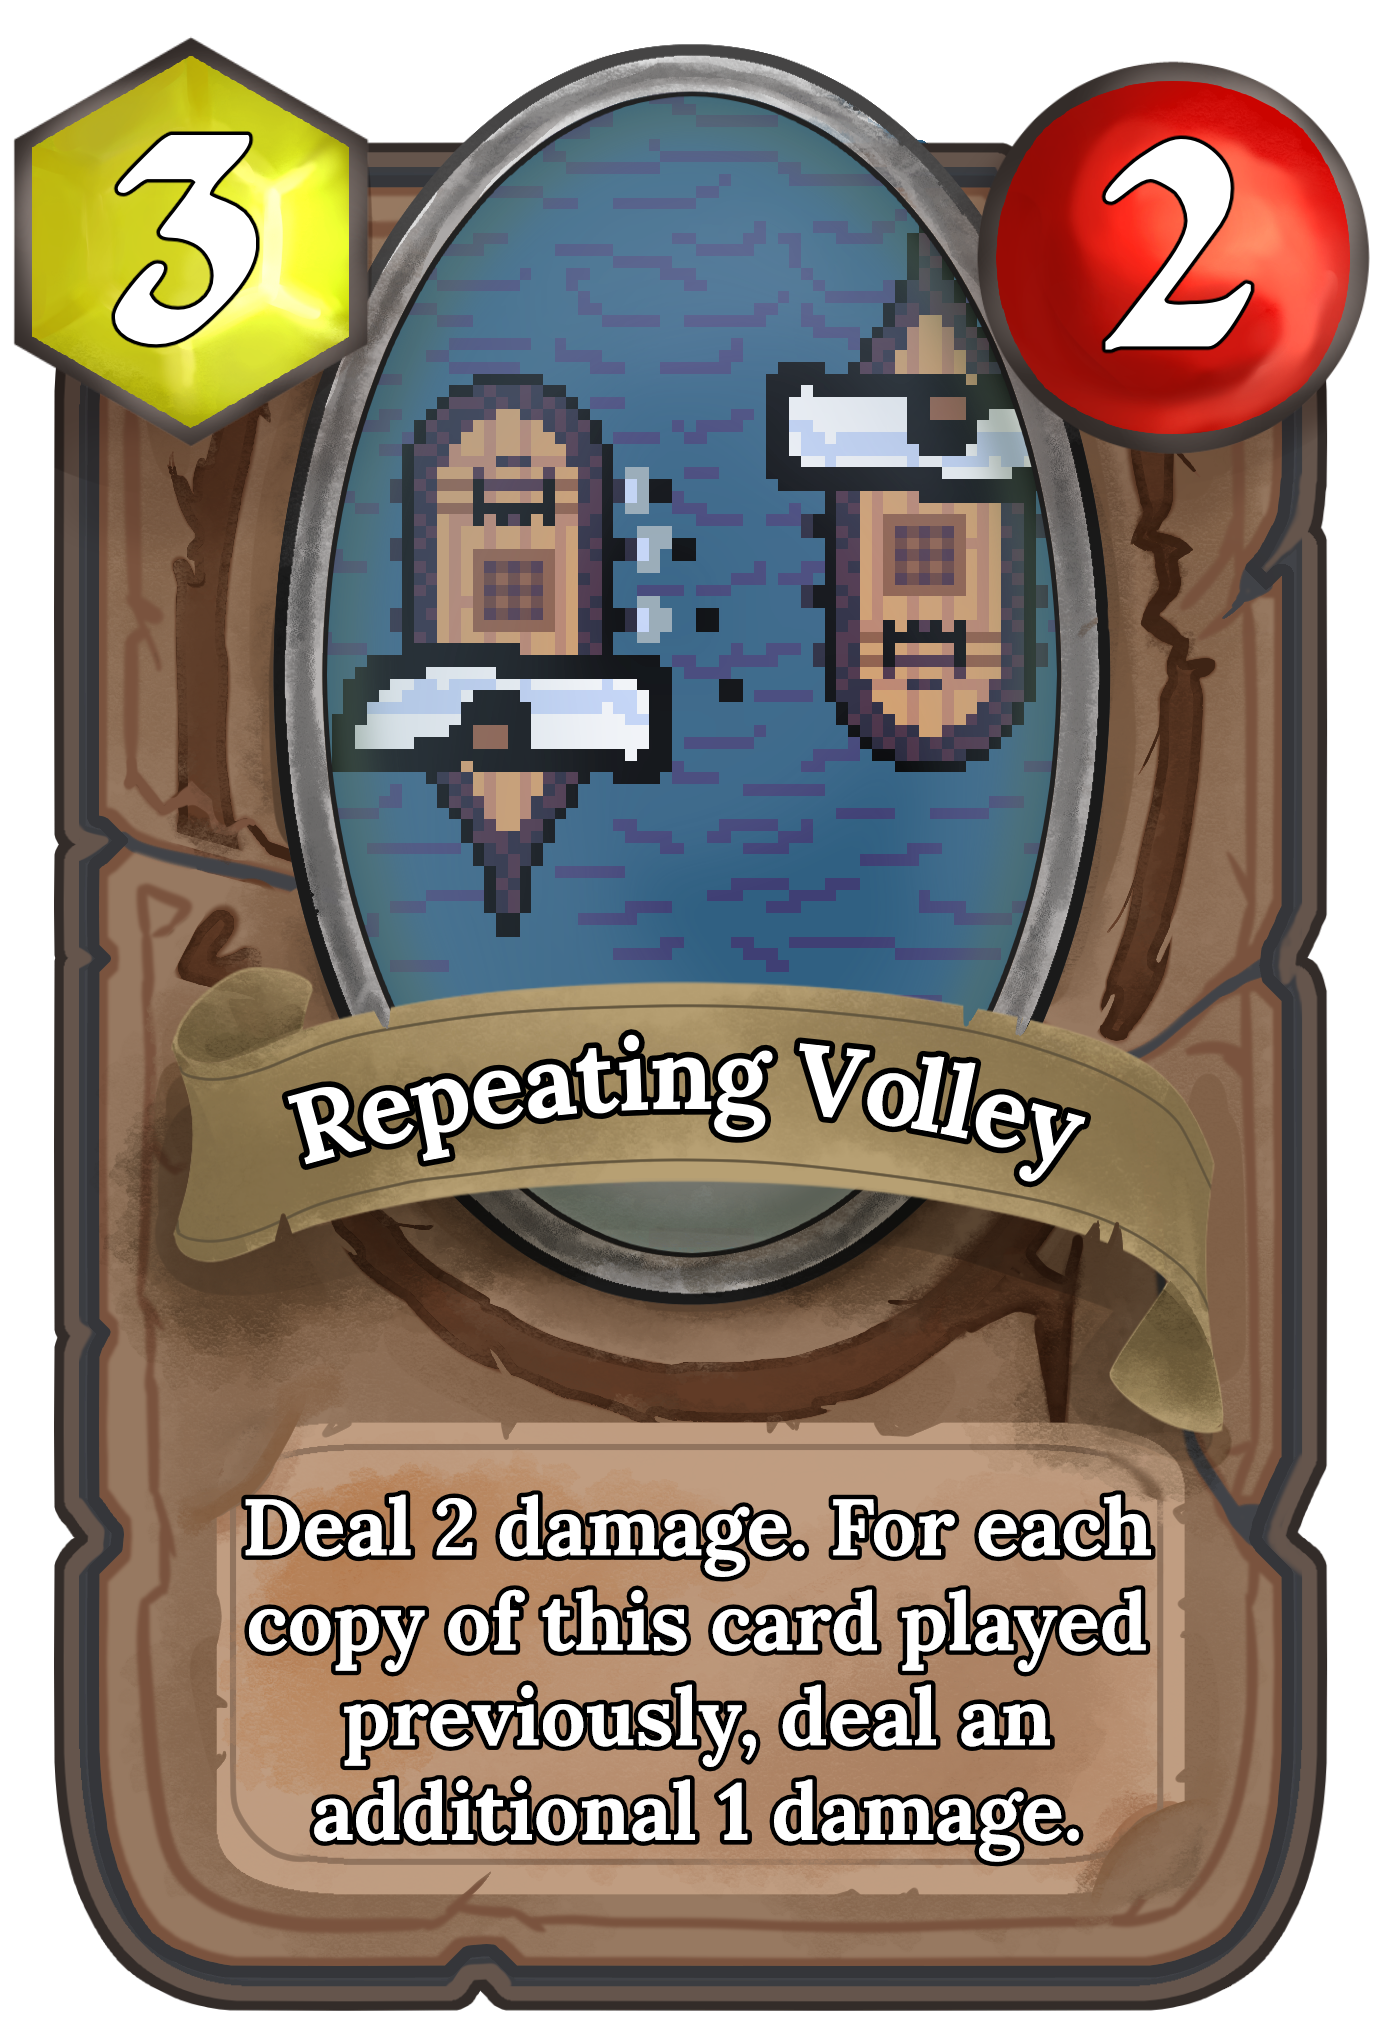 3
2
Repeating Volley
Deal 2 damage. For each
copy of this card played
previously, deal an
additional 1 damage.